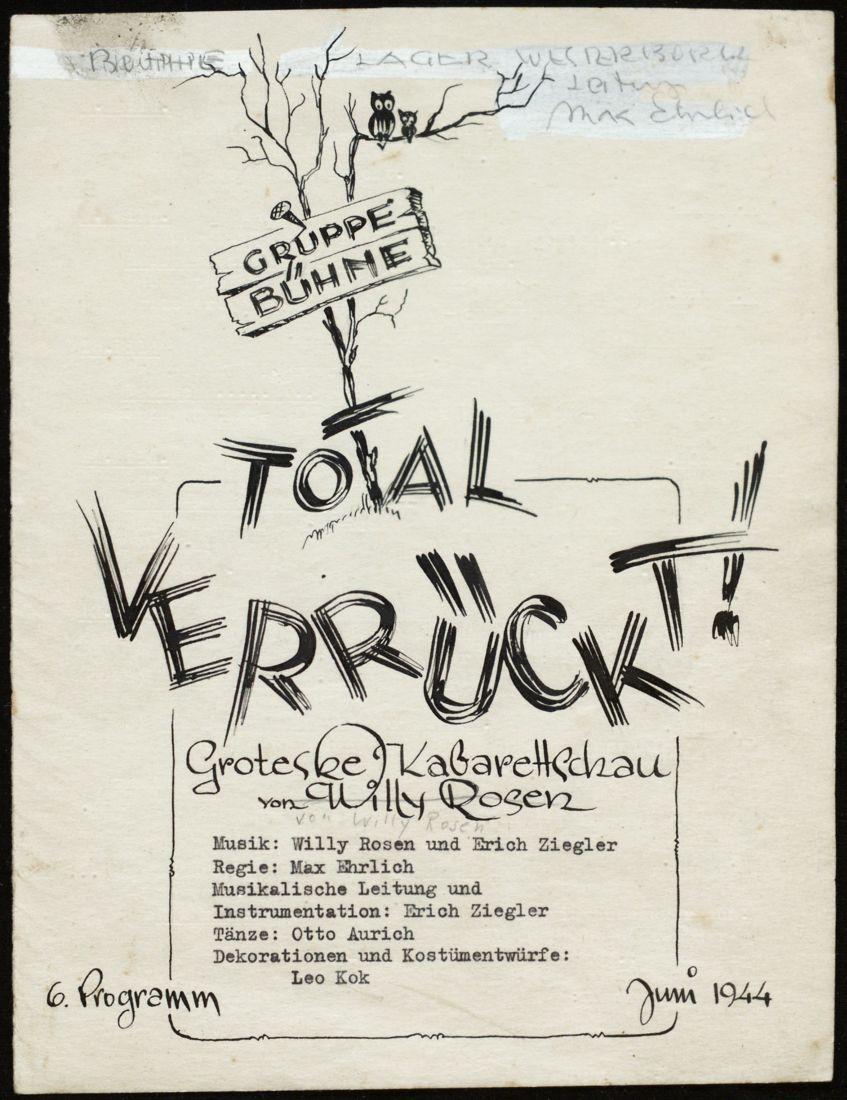 BÜHNE LAGER WESTERBORK
Leitung
Max Ehrlich
GRUPPE
BÜHNE
TOTAL
VERRÜCKT!
Groteske Kabarettschau
von Willy Rosen
von Willy Rosen
Musik: Willy Rosen und Erich Ziegler
Regie: Max Ehrlich
Musikalische Leitung und
Instrumentation: Erich Ziegler
Tänze: Otto Aurich
Dekorationen und Kostümentwürfe:
Leo Kok
6. Programm Juni 1944